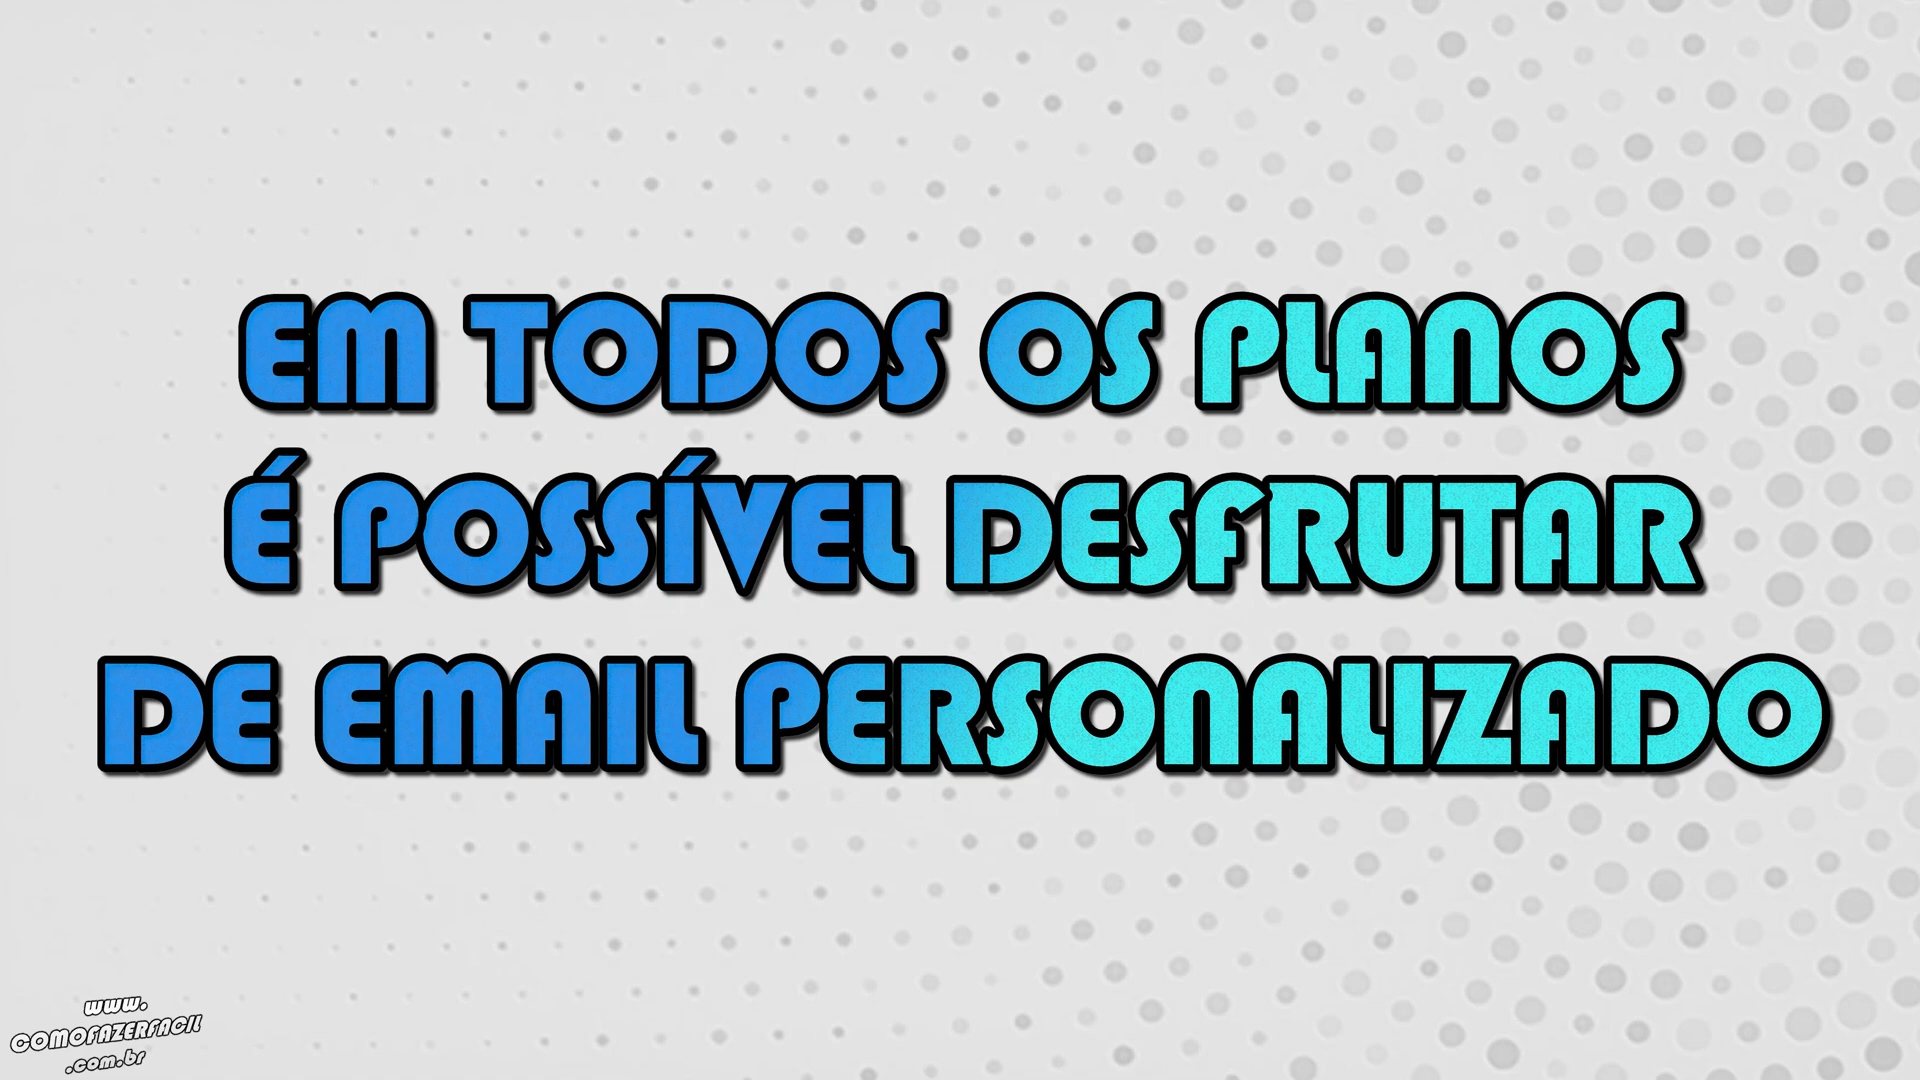 EM TODOS OS PLANOS
É POSSÍVEL DESFRUTAR
DE EMAIL PERSONALIZADO
www.
COMOFAZERFACIL
.com.br